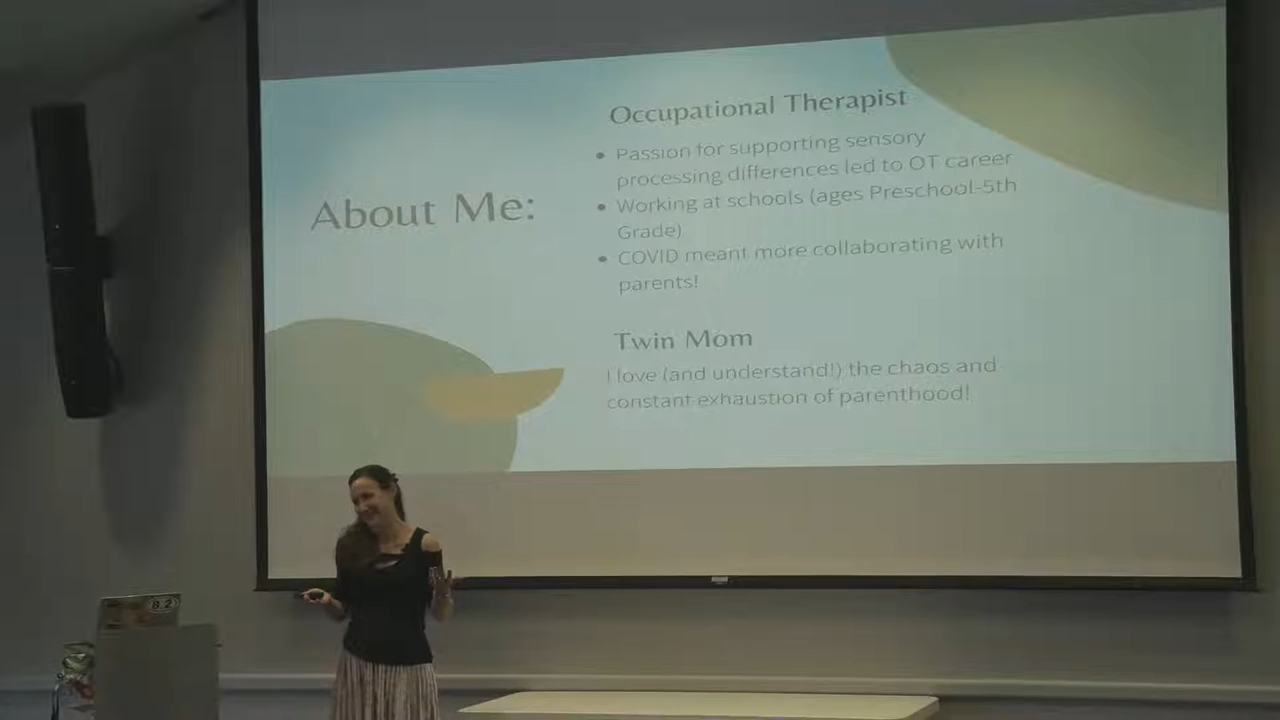 About Me:
Occupational Therapist
• Passion for supporting sensory
processing differences led to OT career
• Working at schools (ages Preschool-5th
Grade)
• COVID meant more collaborating with
parents!
Twin Mom
I love (and understand!) the chaos and
constant exhaustion of parenthood!
8.2